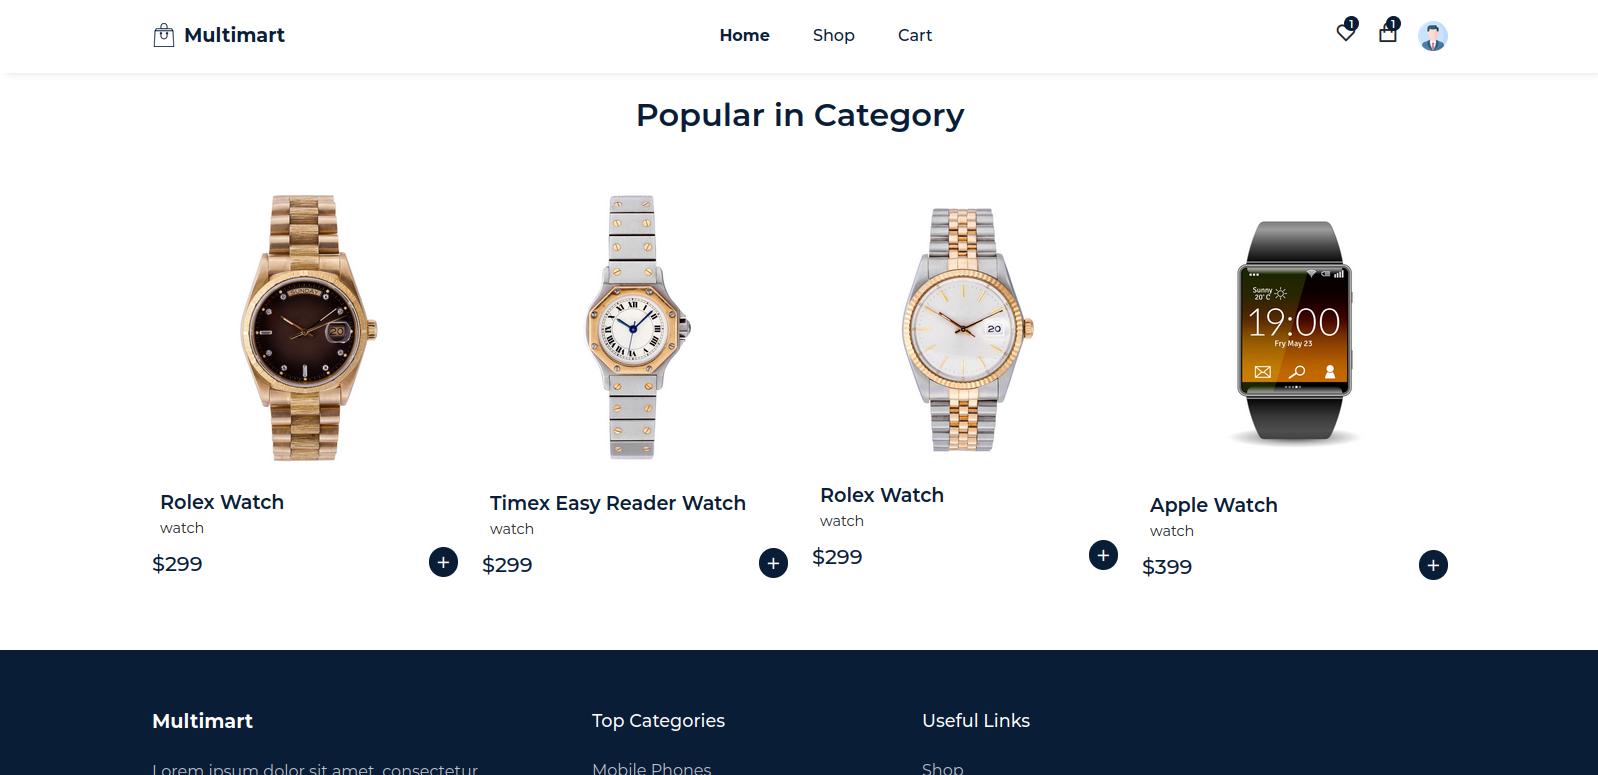 Multimart
Home Shop Cart
1
1
Popular in Category
SUNDAY
20
20
Sunny
20°C
19:00
Fry May 23
Rolex Watch
watch
$299
+
Timex Easy Reader Watch
watch
$299
+
Rolex Watch
watch
$299
+
Apple Watch
watch
$399
+
Multimart
Top Categories
Useful Links
Lorem ipsum dolor sit amet, consectetur
Mobile Phones
Shop